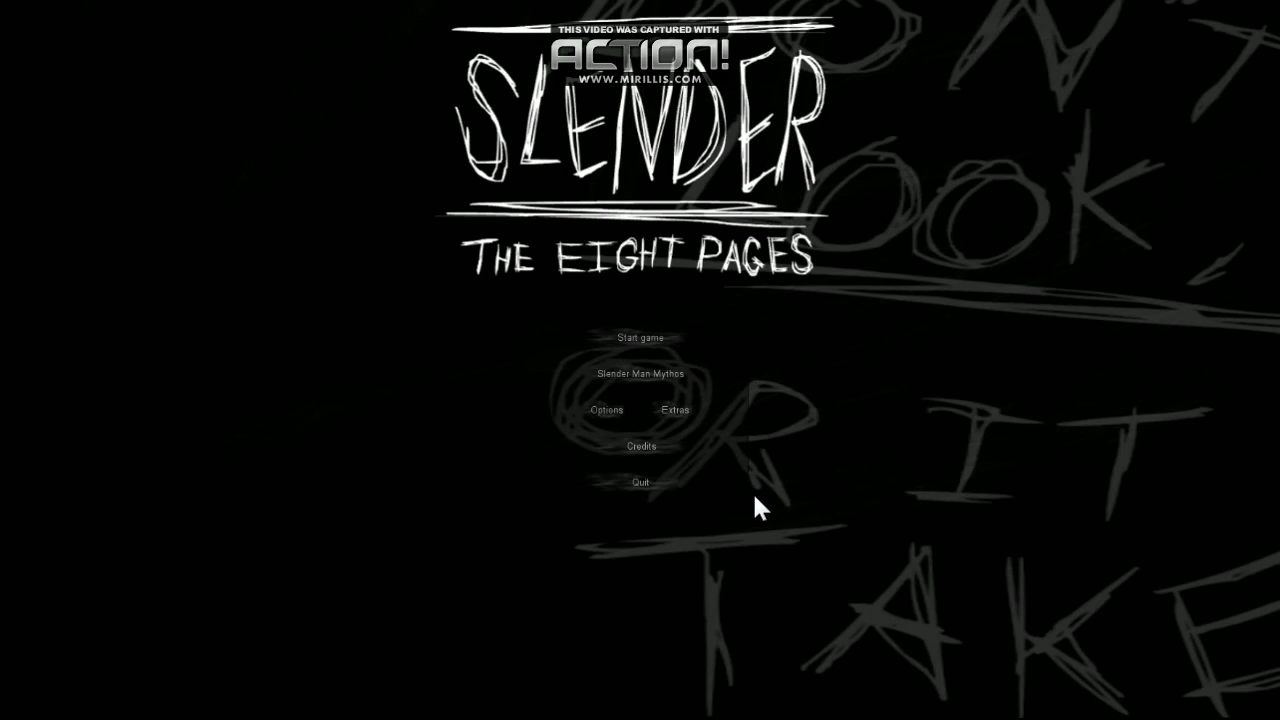 THIS VIDEO WAS CAPTURED WITH
ACTION!
WWW.MIRILLIS.COM
SLENDER
THE EIGHT PAGES
Start game
Slender Man Mythos
Options Extras
Credits
Quit
DON'T
LOOK,
OR IT
TAKE